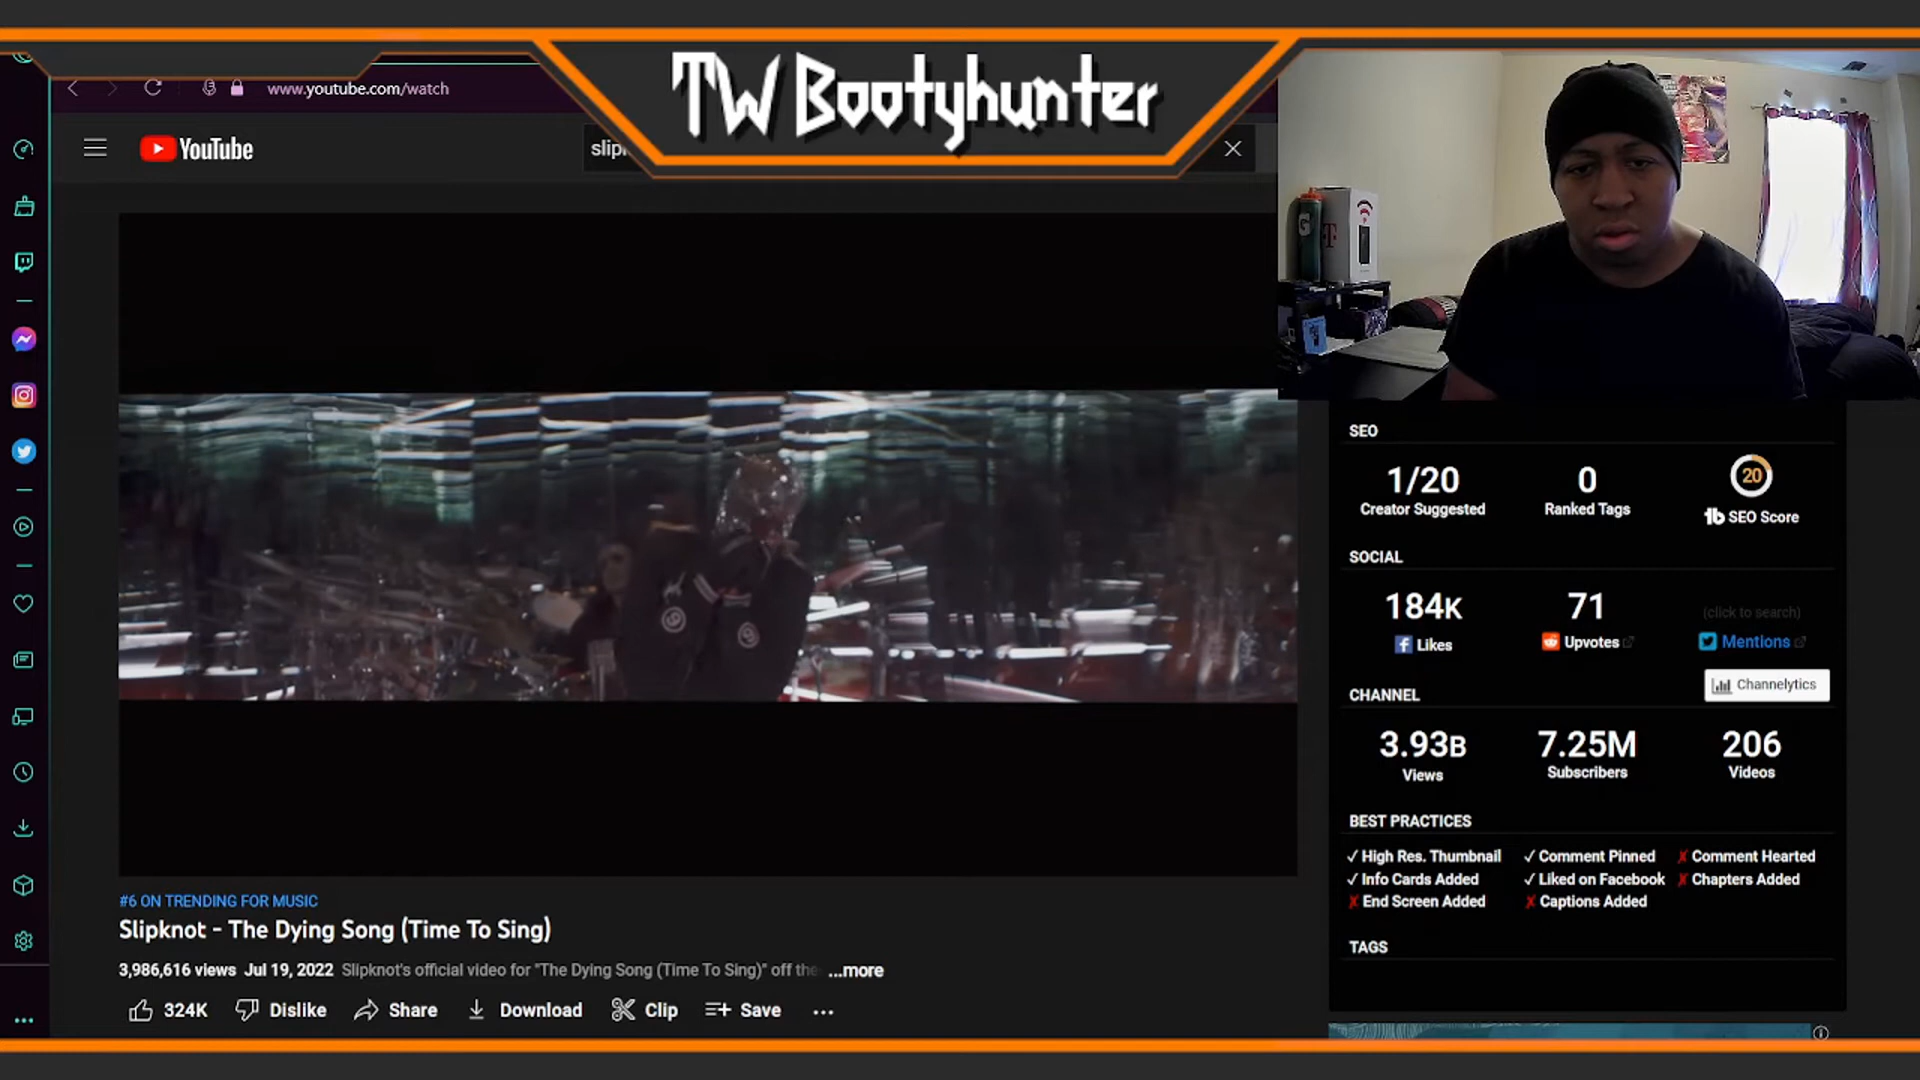 TW Bootyhunter
www.youtube.com/watch
YouTube
slip
G
T
SEO
1/20
Creator Suggested
0
Ranked Tags
20
tb SEO Score
SOCIAL
184K
Likes
71
Upvotes
(click to search)
Mentions
Channelytics
CHANNEL
3.93B
Views
7.25M
Subscribers
206
Videos
BEST PRACTICES
✓ High Res. Thumbnail ✓ Comment Pinned ✗ Comment Hearted
✓ Info Cards Added ✓ Liked on Facebook ✗ Chapters Added
✗ End Screen Added ✗ Captions Added
TAGS
#6 ON TRENDING FOR MUSIC
Slipknot - The Dying Song (Time To Sing)
3,986,616 views Jul 19, 2022 Slipknot's official video for "The Dying Song (Time To Sing)" off the ...more
324K Dislike Share Download Clip Save